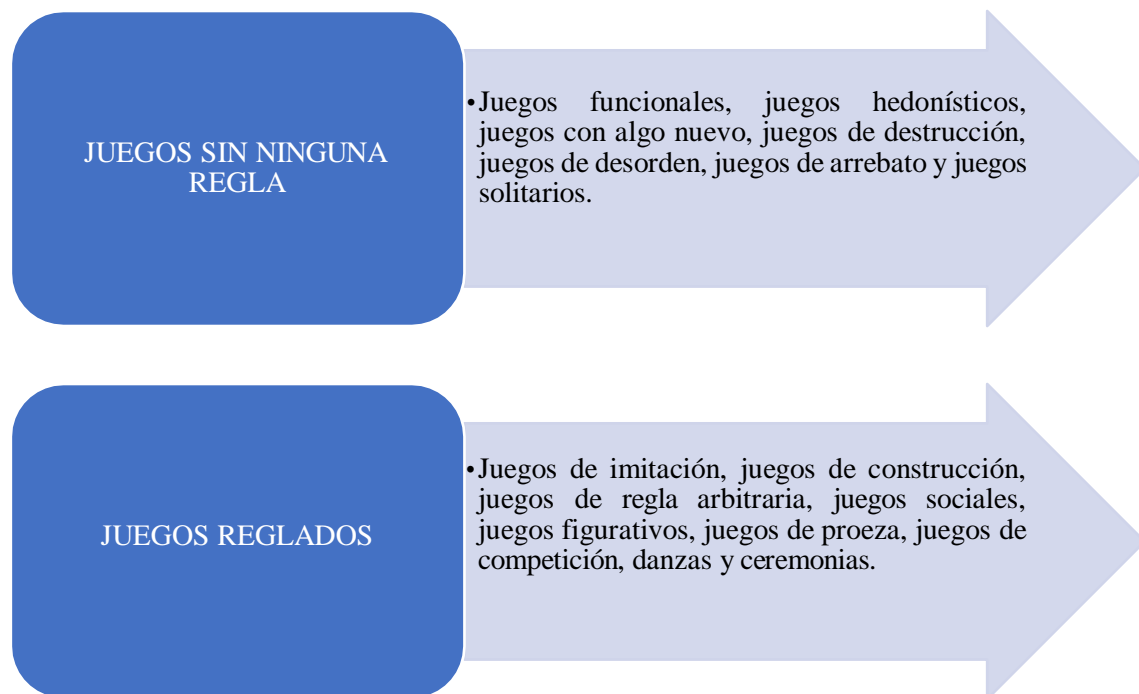 JUEGOS SIN NINGUNA
REGLA
•Juegos funcionales, juegos hedonísticos,
juegos con algo nuevo, juegos de destrucción,
juegos de desorden, juegos de arrebato y juegos
solitarios.
JUEGOS REGLADOS
•Juegos de imitación, juegos de construcción,
juegos de regla arbitraria, juegos sociales,
juegos figurativos, juegos de proeza, juegos de
competición, danzas y ceremonias.